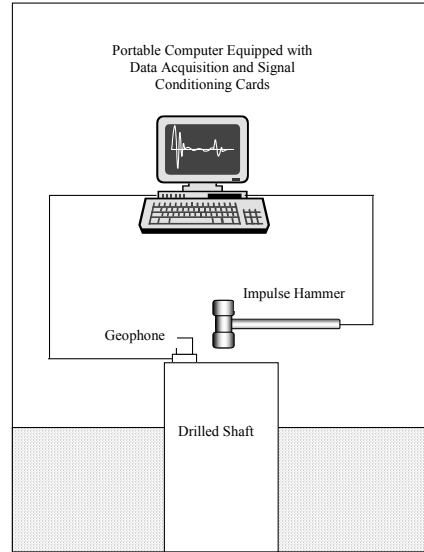 Portable Computer Equipped with
Data Acquisition and Signal
Conditioning Cards
Impulse Hammer
Geophone
Drilled Shaft